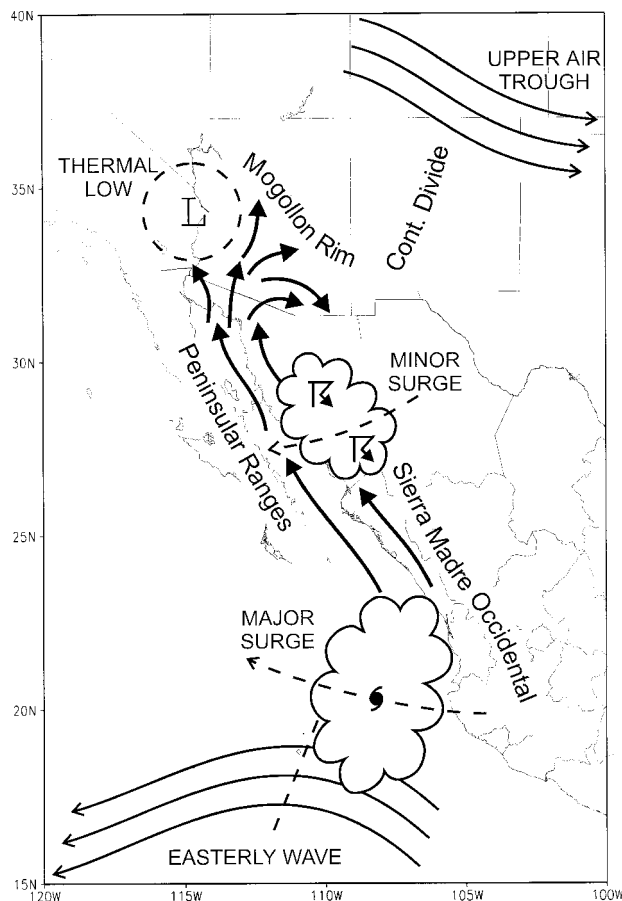 40N
UPPER AIR
TROUGH
THERMAL
LOW
L
Mogollon Rim
Cont. Divide
35N
30N
MINOR
SURGE
Peninsular Ranges
Sierra Madre Occidental
25N
MAJOR
SURGE
20N
EASTERLY WAVE
15N
120W
115W
110W
105W
100W